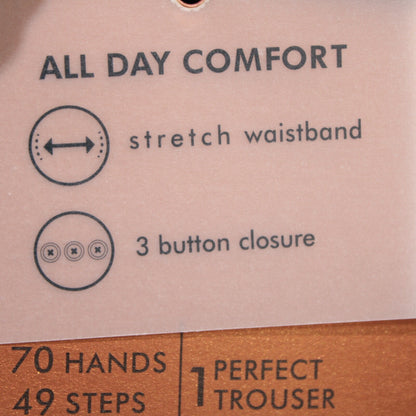 ALL DAY COMFORT
stretch waistband
3 button closure
70 HANDS
49 STEPS
1 PERFECT
TROUSER